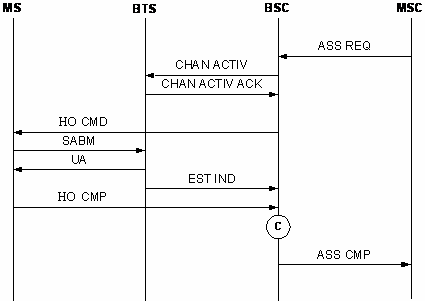 MS BTS BSC MSC
ASS REQ
CHAN ACTIV
CHAN ACTIV ACK
HO CMD
SABM
UA
EST IND
HO CMP
C
ASS CMP